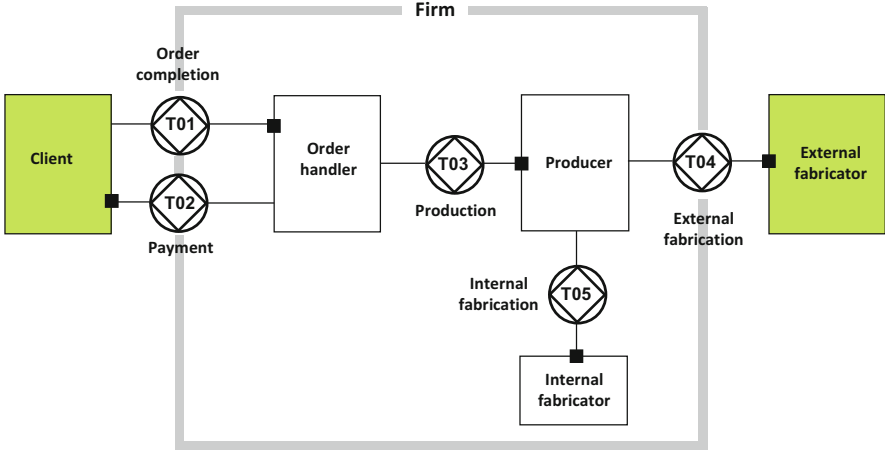 Firm
Order
completion
T01
Client
Order
handler
T02
Payment
T03
Production
Producer
T04
External
fabrication
External
fabricator
Internal
fabrication
T05
Internal
fabricator